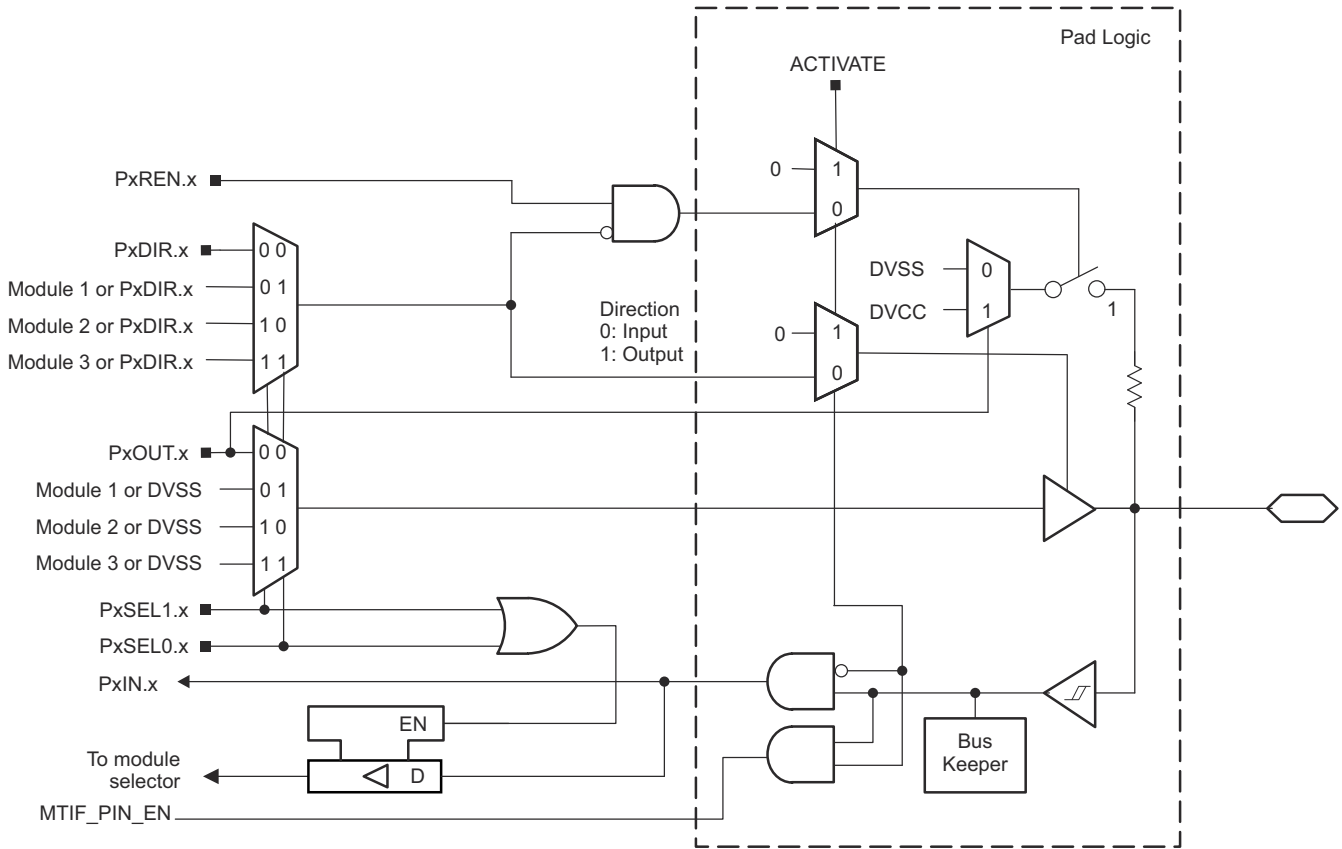 Pad Logic
ACTIVATE
PxREN.x
0
1
0
PxDIR.x
0 0
Module 1 or PxDIR.x
0 1
Module 2 or PxDIR.x
1 0
Module 3 or PxDIR.x
1 1
Direction
0: Input
1: Output
0
1
0
DVSS
0
DVCC
1
1
PxOUT.x
0 0
Module 1 or DVSS
0 1
Module 2 or DVSS
1 0
Module 3 or DVSS
1 1
PxSEL1.x
PxSEL0.x
PxIN.x
EN
D
To module
selector
MTIF_PIN_EN
Bus
Keeper